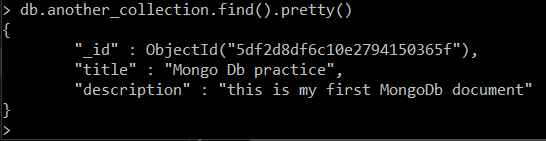 > db.another_collection.find().pretty()
{
        "_id" : ObjectId("5df2d8df6c10e2794150365f"),
        "title" : "Mongo Db practice",
        "description" : "this is my first MongoDb document"
}
>